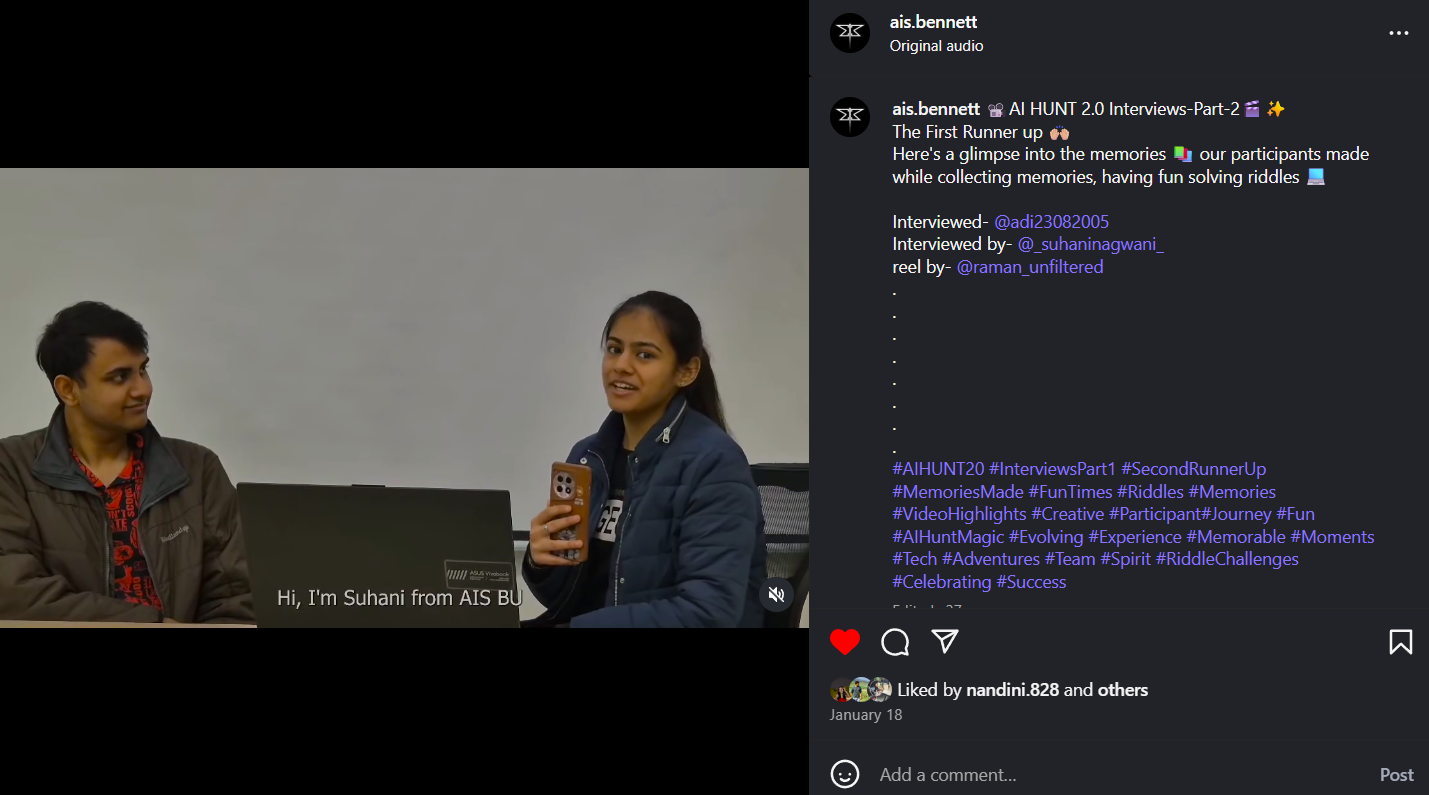 ais.bennett
Original audio
ais.bennett 📽 AI HUNT 2.0 Interviews-Part-2🎬 ✨
The First Runner up 🙌🏼
Here's a glimpse into the memories 📚 our participants made
while collecting memories, having fun solving riddles 💻
Interviewed- @adi23082005
Interviewed by- @_suhaninagwani_
reel by- @raman_unfiltered
.
.
.
.
.
.
.
.
#AIHUNT20 #InterviewsPart1 #SecondRunnerUp
#MemoriesMade #FunTimes #Riddles #Memories
#VideoHighlights #Creative #Participant#Journey #Fun
#AIHuntMagic #Evolving #Experience #Memorable #Moments
#Tech #Adventures #Team #Spirit #RiddleChallenges
#Celebrating #Success
Liked by nandini.828 and others
January 18
Add a comment...
Post
ASUS Vivobook
Hi, I'm Suhani from AIS BU